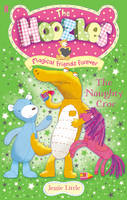 The
Hoozles
Magical Friends Forever
The
Naughty Croc
Jessie Little